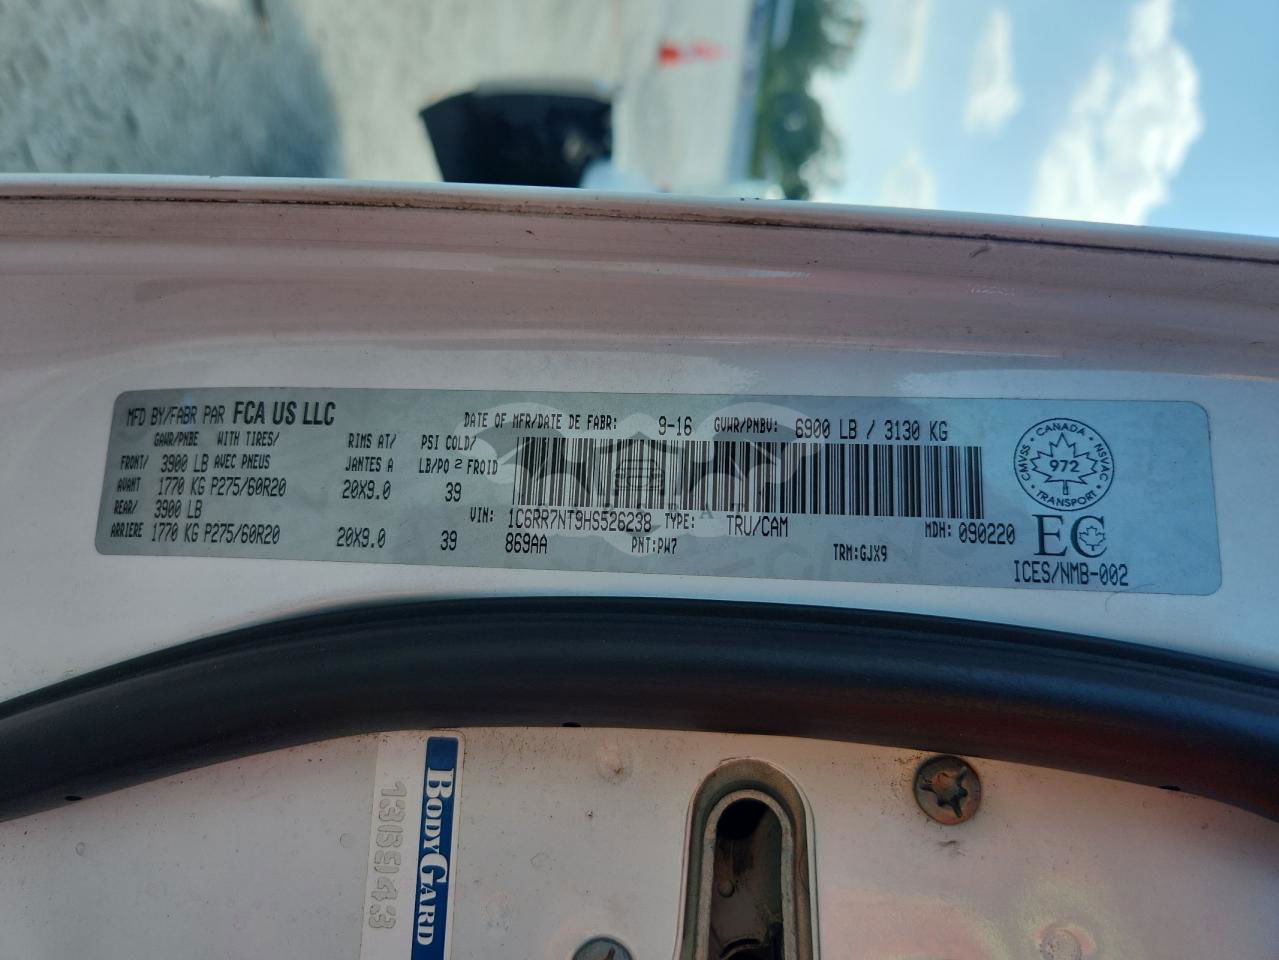 MFD BY/FABR PAR FCA US LLC
DATE OF MFR/DATE DE FABR: 9-16 GVWR/PNBV: 6900 LB / 3130 KG
GAWR/PNBE WITH TIRES/ RIMS AT/ PSI COLD/
FRONT/ 3900 LB AVEC PNEUS JANTES A LB/PO 2 FROID
AVANT 1770 KG P275/60R20 20X9.0 39
REAR/ 3900 LB
ARRIERE 1770 KG P275/60R20 20X9.0 39
VIN: 1C6RR7NT9HS526238 TYPE: TRU/CAM MDH: 090220
869AA PNT:PW7 TRM:GJX9
CANADA
CMVSS NSVAC
972
TRANSPORT
EC
ICES/NMB-002
BODYGARD